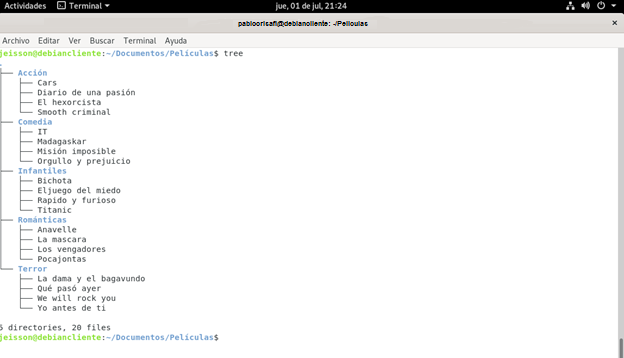 Actividades Terminal jue, 01 de jul, 21:24
pabloorisafi@debiancliente: ~/Películas
Archivo Editar Ver Buscar Terminal Ayuda
jeisson@debiancliente:~/Documentos/Películas$ tree
.
├── Acción
│   ├── Cars
│   ├── Diario de una pasión
│   ├── El hexorcista
│   └── Smooth criminal
├── Comedia
│   ├── IT
│   ├── Madagaskar
│   ├── Misión imposible
│   └── Orgullo y prejuicio
├── Infantiles
│   ├── Bichota
│   ├── Eljuego del miedo
│   ├── Rapido y furioso
│   └── Titanic
├── Románticas
│   ├── Anavelle
│   ├── La mascara
│   ├── Los vengadores
│   └── Pocajontas
└── Terror
    ├── La dama y el bagavundo
    ├── Qué pasó ayer
    ├── We will rock you
    └── Yo antes de ti
5 directories, 20 files
jeisson@debiancliente:~/Documentos/Películas$